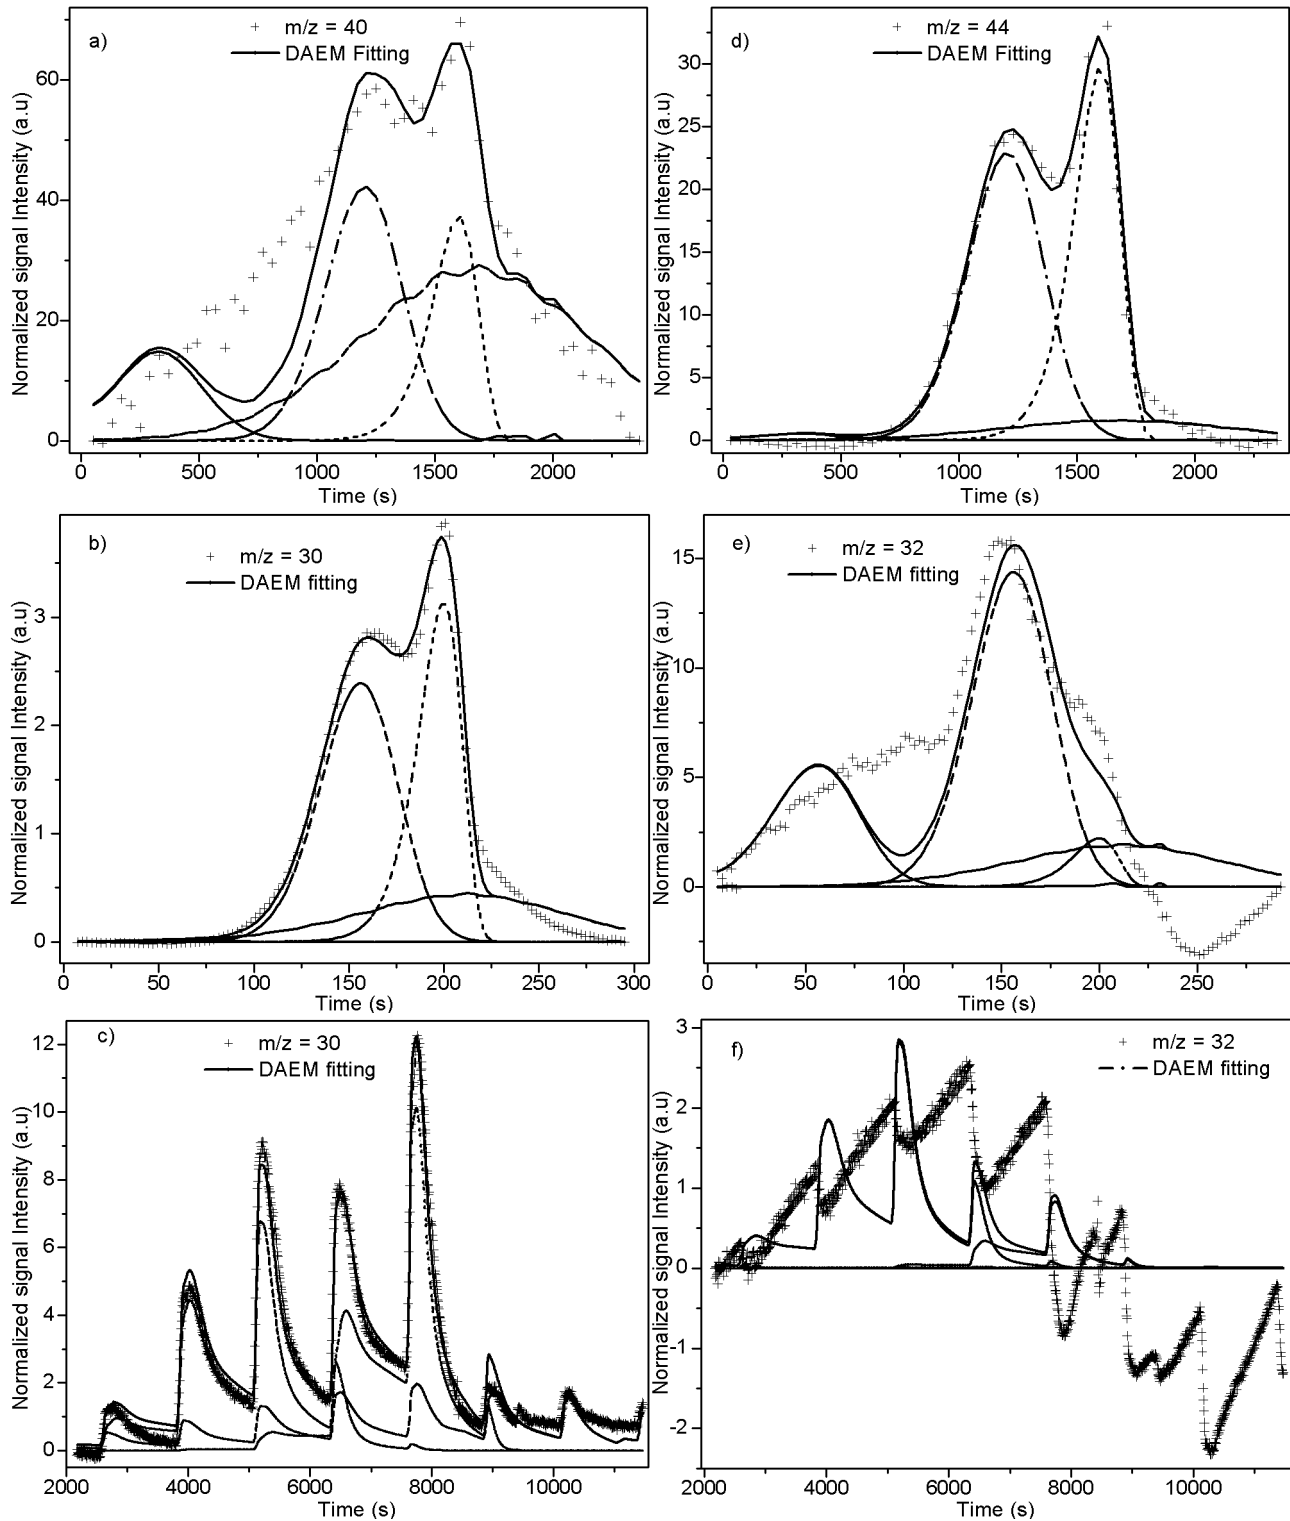 a)
m/z = 40
DAEM Fitting
Normalized signal Intensity (a.u)
60
40
20
0
0 500 1000 1500 2000
Time (s)
d)
m/z = 44
DAEM Fitting
Normalized signal Intensity (a.u)
30
25
20
15
10
5
0
0 500 1000 1500 2000
Time (s)
b)
m/z = 30
DAEM fitting
Normalized signal Intensity (a.u)
3
2
1
0
0 50 100 150 200 250 300
Time (s)
e)
m/z = 32
DAEM fitting
Normalized signal Intensity (a.u)
15
10
5
0
0 50 100 150 200 250
Time (s)
c)
m/z = 30
DAEM fitting
Normalized signal Intensity (a.u)
12
10
8
6
4
2
0
2000 4000 6000 8000 10000
Time (s)
f)
m/z = 32
DAEM fitting
Normalized signal Intensity (a.u)
3
2
1
0
-1
-2
2000 4000 6000 8000 10000
Time (s)